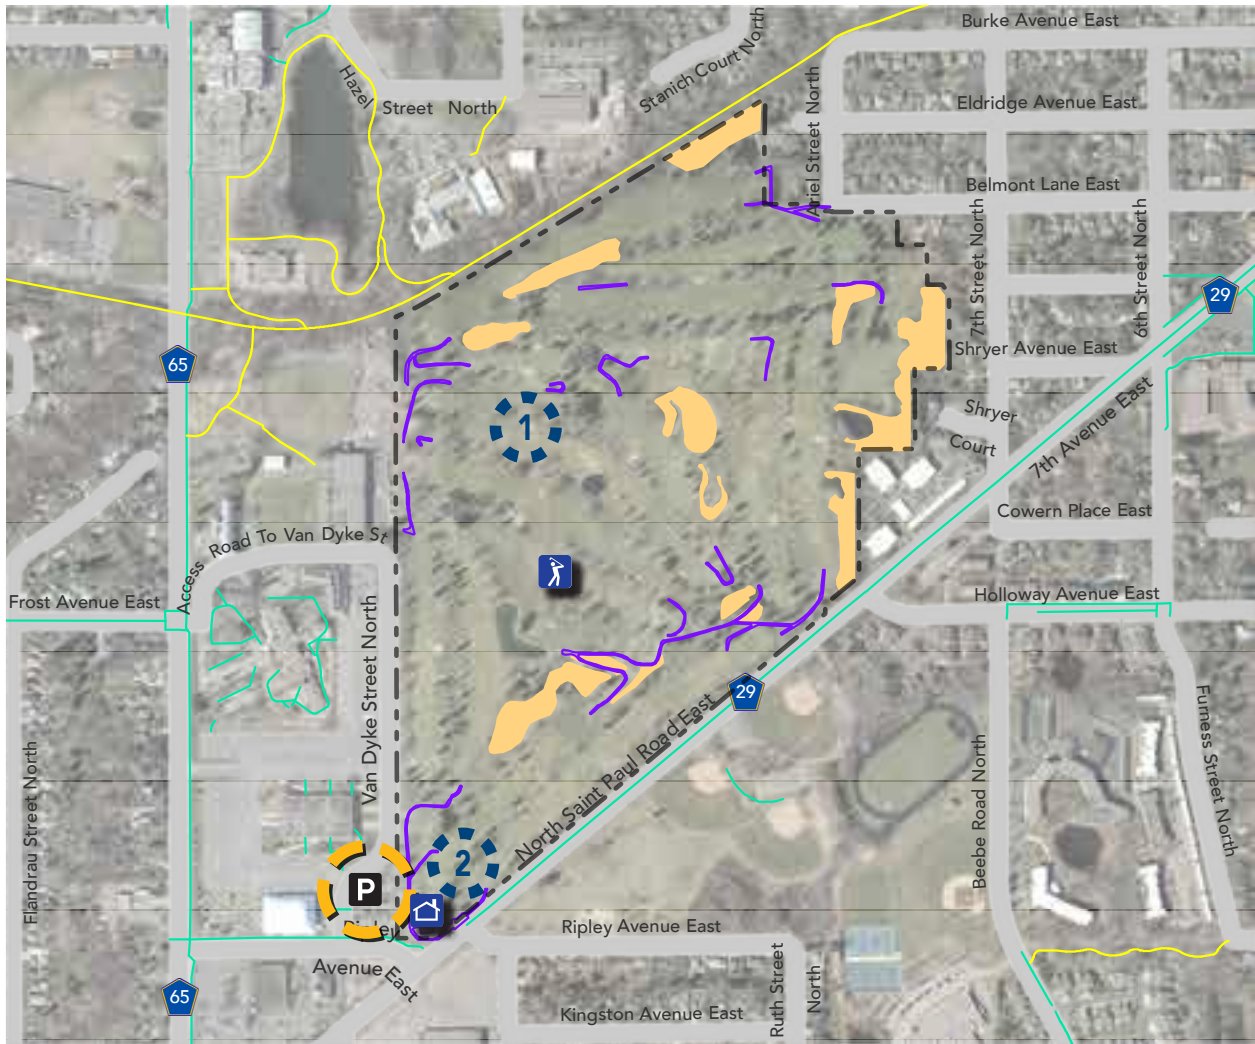 Burke Avenue East
Stanich Court North
Hazel
Street North
Eldridge Avenue East
Ariel Street North
Belmont Lane East
7th Street North
6th Street North
29
65
Shryer Avenue East
Shryer
Court
7th Avenue East
1
Cowern Place East
Access Road To Van Dyke St
Frost Avenue East
Holloway Avenue East
Van Dyke Street North
29
North Saint Paul Road East
Furness Street North
Flandrau Street North
Beebe Road North
2
P
Ripley
Avenue East
Ripley Avenue East
Ruth Street
North
65
Kingston Avenue East